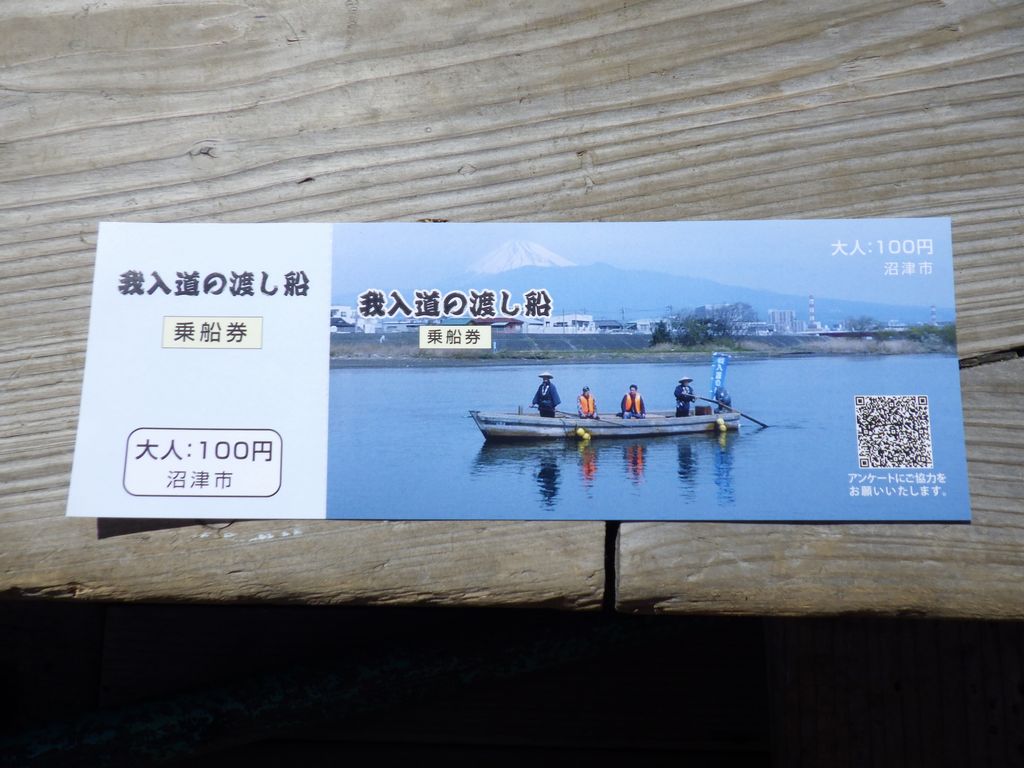 我入道の渡し船
乗船券
大人:100円
沼津市
大人:100円
沼津市
我入道の渡し船
乗船券
アンケートにご協力を
お願いいたします。